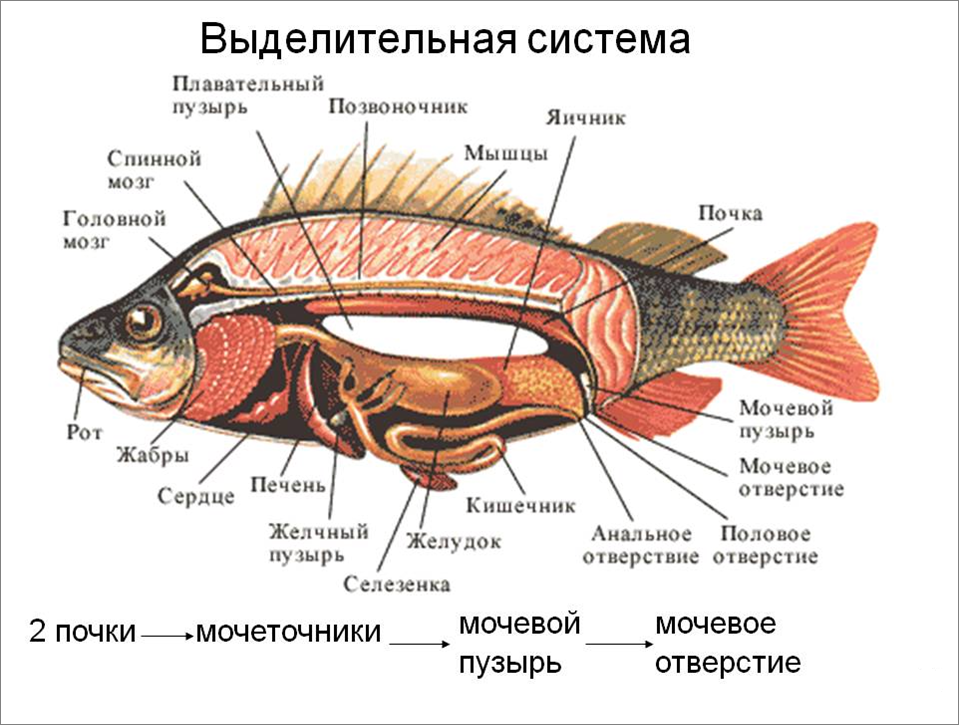 Выделительная система
Плавательный
пузырь
Позвоночник
Яичник
Мышцы
Спинной
мозг
Почка
Головной
мозг
Мочевой
пузырь
Рот
Жабры
Мочевое
отверстие
Сердце
Печень
Кишечник
Желчный
пузырь
Желудок
Анальное
отверствие
Половое
отверстие
Селезенка
2 почки
мочеточники
мочевой
пузырь
мочевое
отверстие